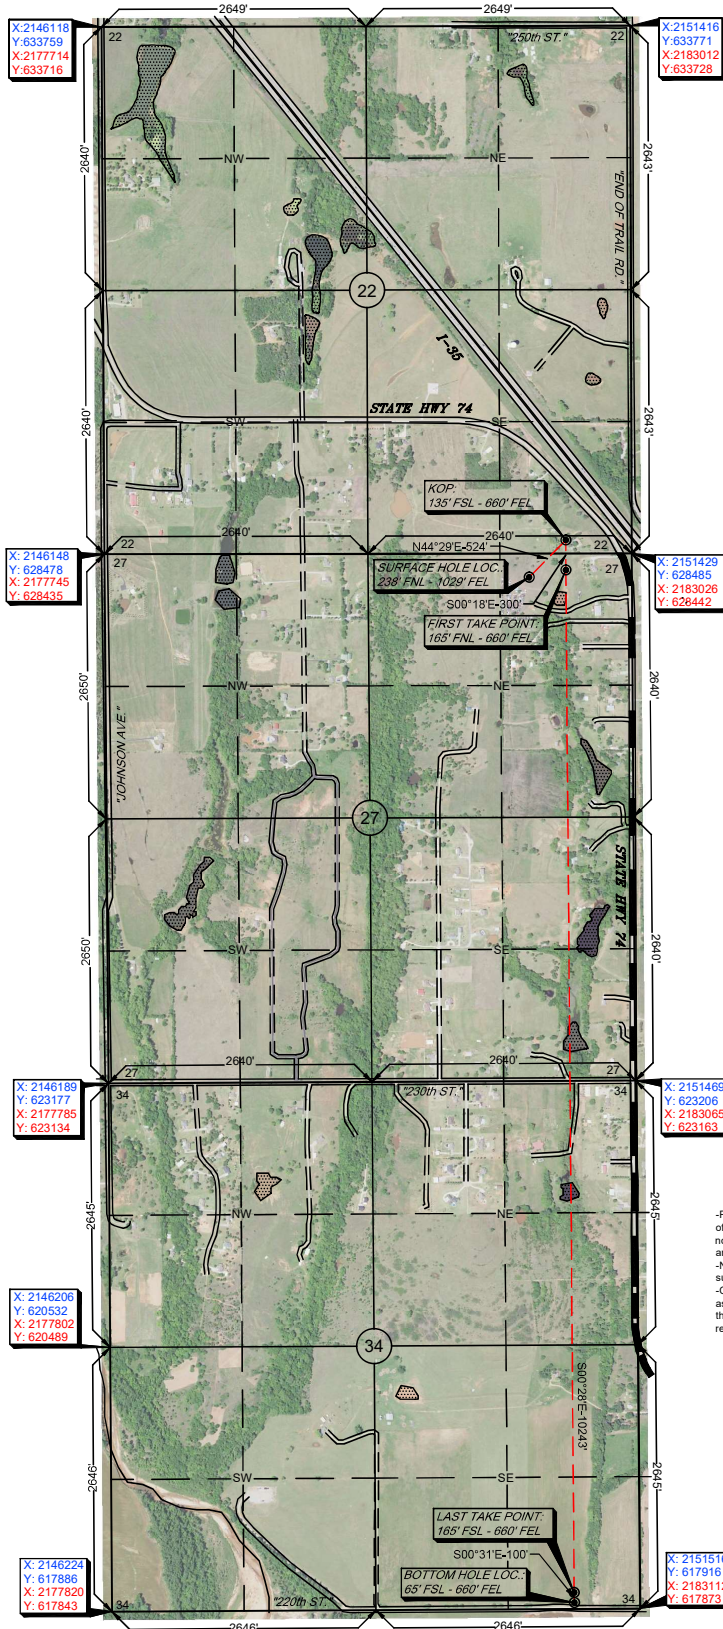 2649'
2649'
X:2146118
Y:633759
X:2177714
Y:633716
X:2151416
Y:633771
X:2183012
Y:633728
22
"250th ST."
22
2640'
NW
NE
2643'
"END OF TRAIL RD."
22
I-35
2640'
STATE HWY 74
SW
SE
2643'
KOP:
135' FSL - 660' FEL
2640'
2640'
22
22
N44°29'E-524'
X: 2146148
Y: 628478
X: 2177745
Y: 628435
27
27
X: 2151429
Y: 628485
X: 2183026
Y: 628442
SURFACE HOLE LOC.:
238' FNL - 1029' FEL
S00°18'E-300'
FIRST TAKE POINT:
165' FNL - 660' FEL
2650'
NW
NE
2640'
"JOHNSON AVE."
27
STATE HWY 74
2650'
SW
SE
2640'
2640'
2640'
27
27
X: 2146189
Y: 623177
X: 2177785
Y: 623134
34
"230th ST."
34
X: 2151469
Y: 623206
X: 2183065
Y: 623163
2645'
NW
NE
2645'
X: 2146206
Y: 620532
X: 2177802
Y: 620489
34
S00°28'E-10243'
2646'
SW
SE
2645'
LAST TAKE POINT:
165' FSL - 660' FEL
S00°31'E-100'
BOTTOM HOLE LOC.:
65' FSL - 660' FEL
X: 2146224
Y: 617886
X: 2177820
Y: 617843
X: 2151516
Y: 617916
X: 2183112
Y: 617873
34
"220th ST."
34
2646'
2646'